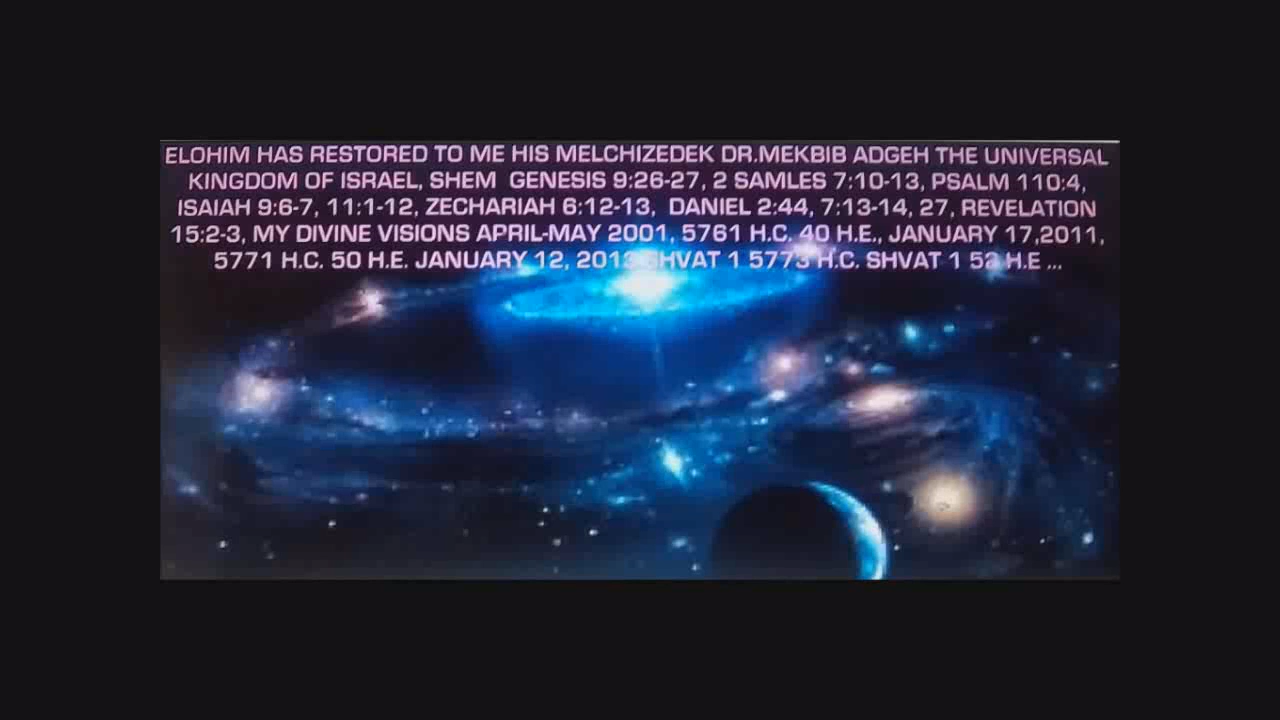 ELOHIM HAS RESTORED TO ME HIS MELCHIZEDEK DR.MEKBIB ADGEH THE UNIVERSAL
KINGDOM OF ISRAEL, SHEM GENESIS 9:26-27, 2 SAMLES 7:10-13, PSALM 110:4,
ISAIAH 9:6-7, 11:1-12, ZECHARIAH 6:12-13, DANIEL 2:44, 7:13-14, 27, REVELATION
15:2-3, MY DIVINE VISIONS APRIL-MAY 2001, 5761 H.C. 40 H.E., JANUARY 17,2011,
5771 H.C. 50 H.E. JANUARY 12, 2013 SHVAT 1 5773 H.C. SHVAT 1 52 H.E ...